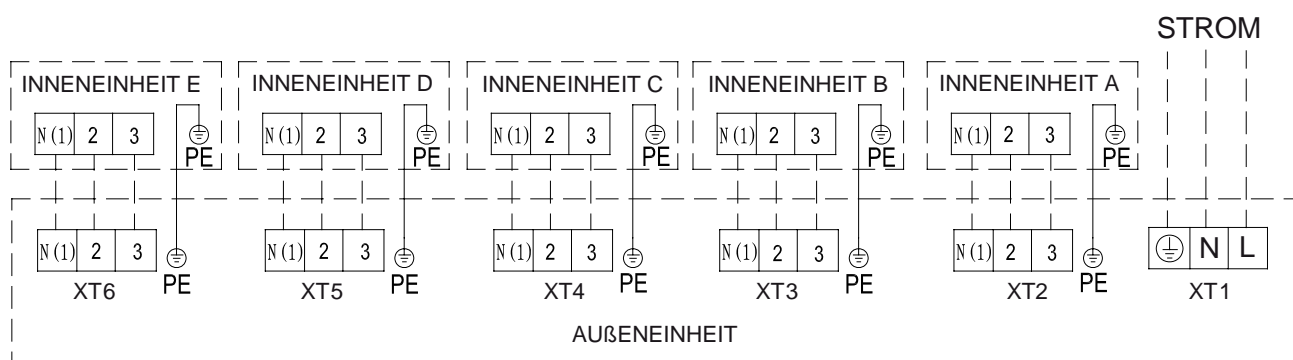 STROM
INNENEINHEIT E INNENEINHEIT D INNENEINHEIT C INNENEINHEIT B INNENEINHEIT A
N(1) 2 3 N(1) 2 3 N(1) 2 3 N(1) 2 3 N(1) 2 3
PE PE PE PE PE
N(1) 2 3 N(1) 2 3 N(1) 2 3 N(1) 2 3 N(1) 2 3 N L
PE PE PE PE PE
XT6 XT5 XT4 XT3 XT2 XT1
AUßENEINHEIT